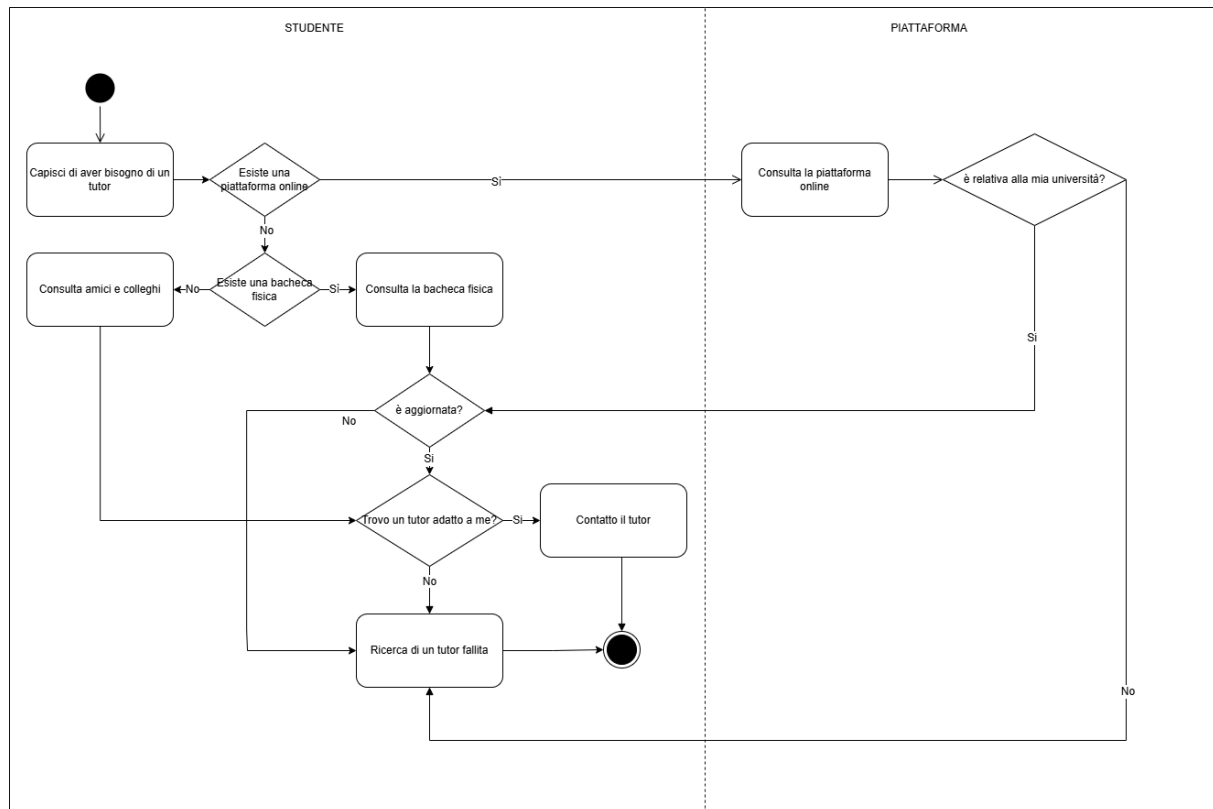 STUDENTE
PIATTAFORMA
Capisci di aver bisogno di un
tutor
Esiste una
piattaforma online
Sì
Consulta la piattaforma
online
è relativa alla mia università?
No
Consulta amici e colleghi
No
Esiste una bacheca
fisica
Sì
Consulta la bacheca fisica
Si
è aggiornata?
No
Si
Trovo un tutor adatto a me?
Si
Contatto il tutor
No
Ricerca di un tutor fallita
No